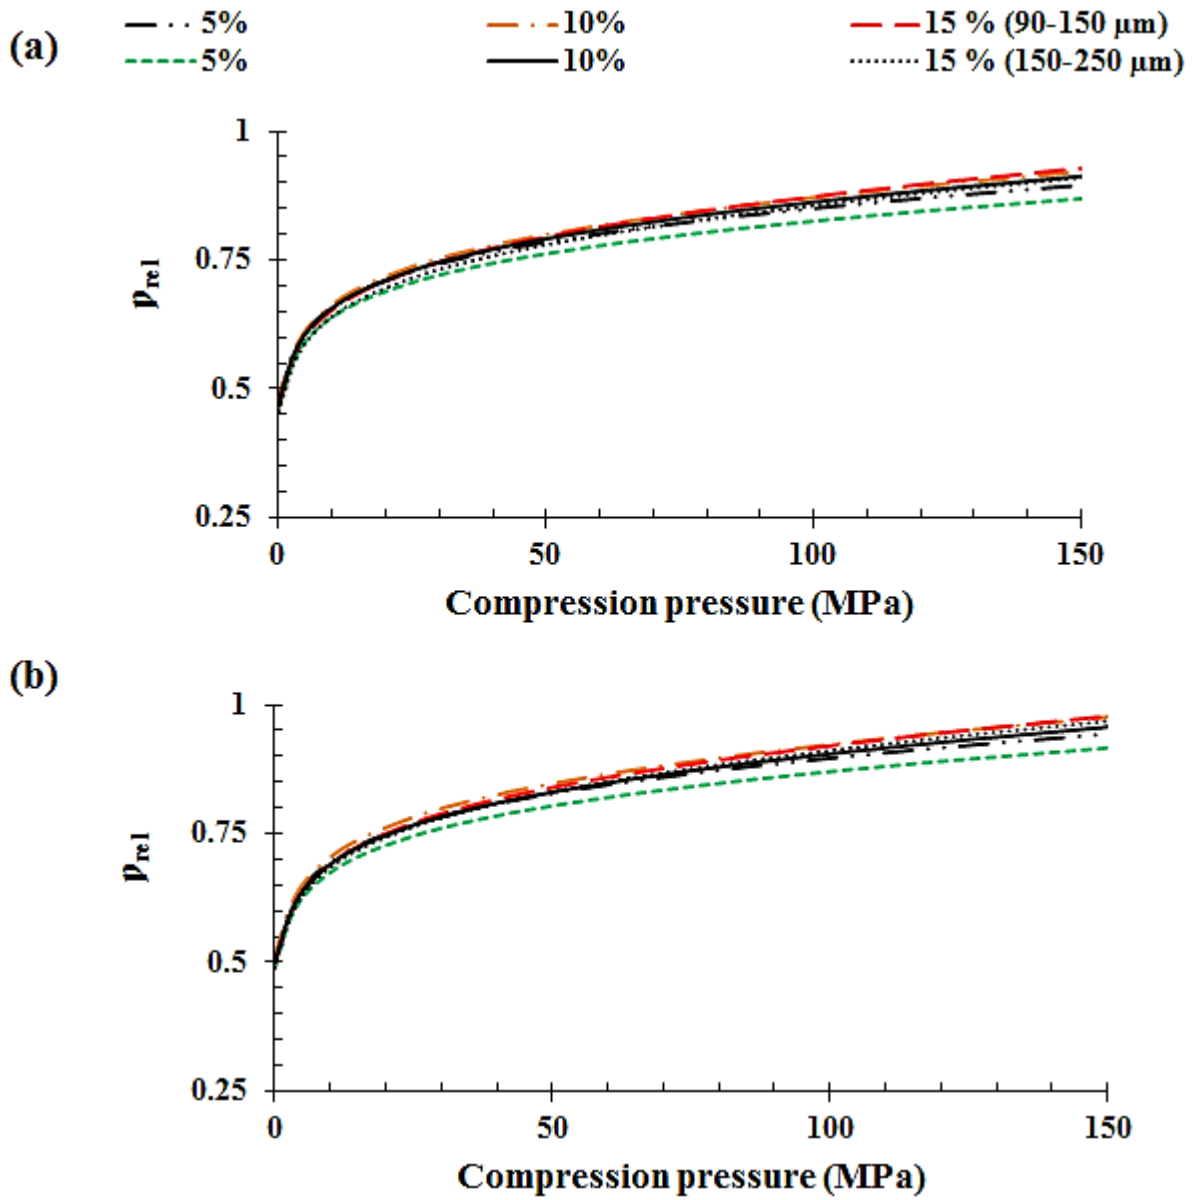 (a)
5% 10% 15 % (90-150 µm)
5% 10% 15 % (150-250 µm)
1
0.75
0.5
0.25
prel
0 50 100 150
Compression pressure (MPa)
(b)
1
0.75
0.5
0.25
prel
0 50 100 150
Compression pressure (MPa)